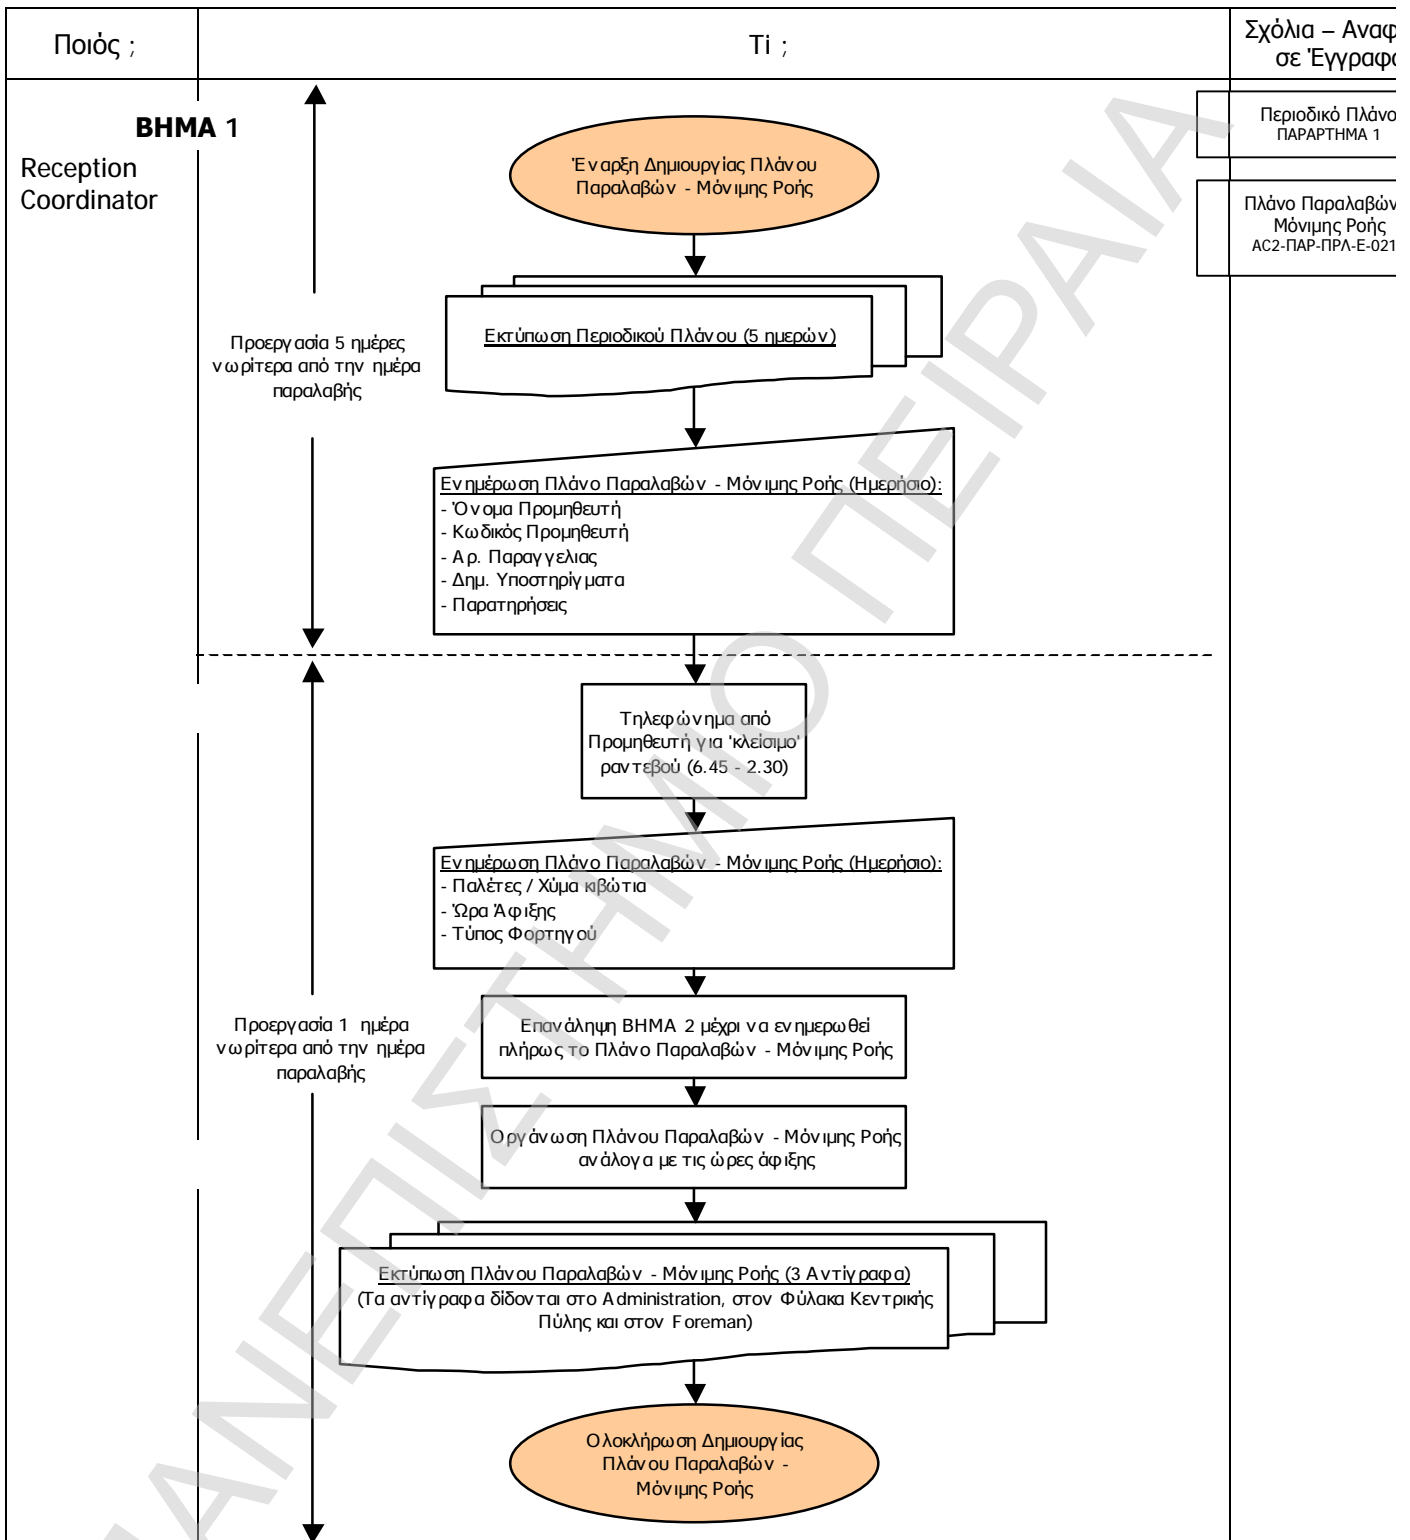 Ποιός ;
Τi ;
Σχόλια – Αναφ
σε Έγγραφα
ΒΗΜΑ 1
Reception
Coordinator
Περιοδικό Πλάνο
ΠΑΡΑΡΤΗΜΑ 1
Πλάνο Παραλαβών
Μόνιμης Ροής
AC2-ΠΑΡ-ΠΡΛ-Ε-021
Έναρξη Δημιουργίας Πλάνου
Παραλαβών - Μόνιμης Ροής
Εκτύπωση Περιοδικού Πλάνου (5 ημερών)
Προεργασία 5 ημέρες
νωρίτερα από την ημέρα
παραλαβής
Ενημέρωση Πλάνο Παραλαβών - Μόνιμης Ροής (Ημερήσιο):
- Όνομα Προμηθευτή
- Κωδικός Προμηθευτή
- Αρ. Παραγγελιας
- Δημ. Υποστηρίγματα
- Παρατηρήσεις
Τηλεφώνημα από
Προμηθευτή για 'κλείσιμο'
ραντεβού (6.45 - 2.30)
Ενημέρωση Πλάνο Παραλαβών - Μόνιμης Ροής (Ημερήσιο):
- Παλέτες / Χύμα κιβώτια
- Ώρα Άφιξης
- Τύπος Φορτηγού
Προεργασία 1 ημέρα
νωρίτερα από την ημέρα
παραλαβής
Επανάληψη ΒΗΜΑ 2 μέχρι να ενημερωθεί
πλήρως το Πλάνο Παραλαβών - Μόνιμης Ροής
Οργάνωση Πλάνου Παραλαβών - Μόνιμης Ροής
ανάλογα με τις ώρες άφιξης
Εκτύπωση Πλάνου Παραλαβών - Μόνιμης Ροής (3 Αντίγραφα)
(Τα αντίγραφα δίδονται στο Administration, στον Φύλακα Κεντρικής
Πύλης και στον Foreman)
Ολοκλήρωση Δημιουργίας
Πλάνου Παραλαβών -
Μόνιμης Ροής
ΠΑΝΕΠΙΣΤΗΜΙΟ ΠΕΙΡΑΙΑ